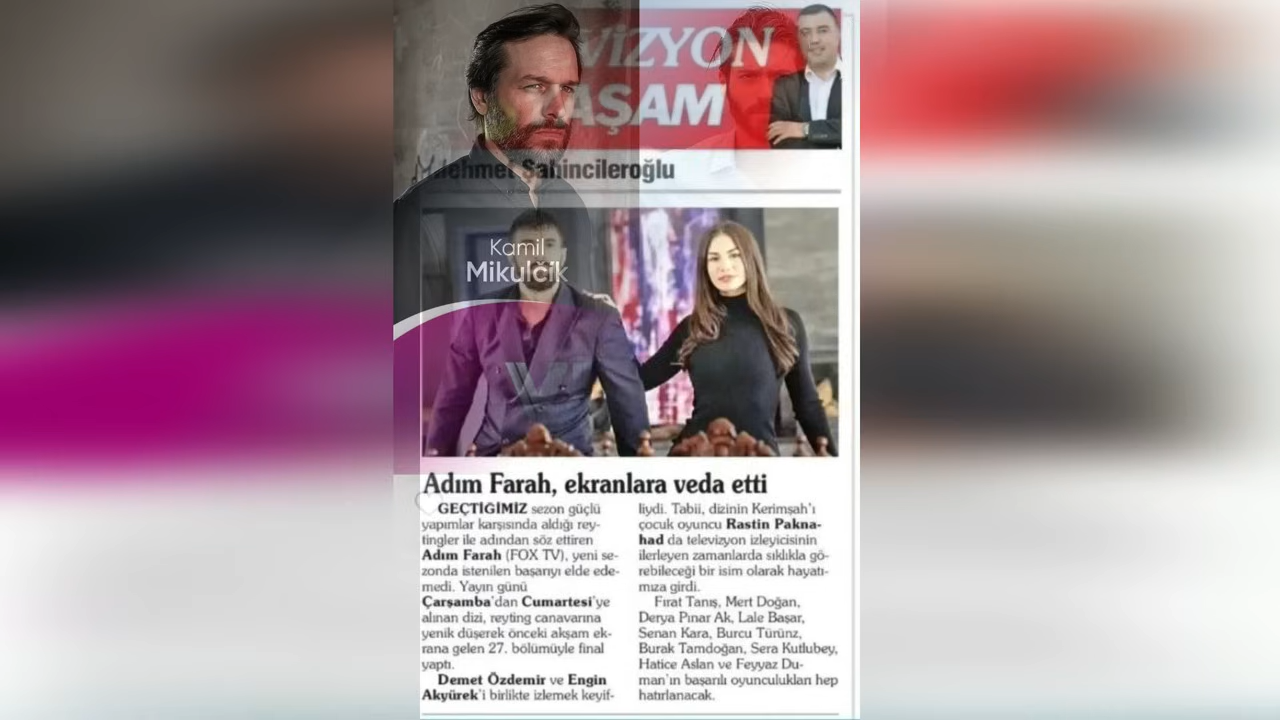 VİZYON
AŞAM
Mehmet Şahincileroğlu
Kamil
Mikulčík
Adım Farah, ekranlara veda etti
GEÇTİĞİMİZ sezon güçlü
yapımlar karşısında aldığı rey-
tingler ile adından söz ettiren
Adım Farah (FOX TV), yeni se-
zonda istenilen başarıyı elde ede-
medi. Yayın günü
Çarşamba'dan Cumartesi'ye
alınan dizi, reyting canavarına
yenik düşerek önceki akşam ek-
rana gelen 27. bölümüyle final
yaptı.
Demet Özdemir ve Engin
Akyürek'i birlikte izlemek keyif-
liydi. Tabii, dizinin Kerimşah'ı
çocuk oyuncu Rastin Pakna-
had da televizyon izleyicisinin
ilerleyen zamanlarda sıklıkla gö-
rebileceği bir isim olarak hayatı-
mıza girdi.
Fırat Tanış, Mert Doğan,
Derya Pınar Ak, Lale Başar,
Senan Kara, Burcu Türünz,
Burak Tamdoğan, Sera Kutlubey,
Hatice Aslan ve Feyyaz Du-
man'ın başarılı oyunculukları hep
hatırlanacak.